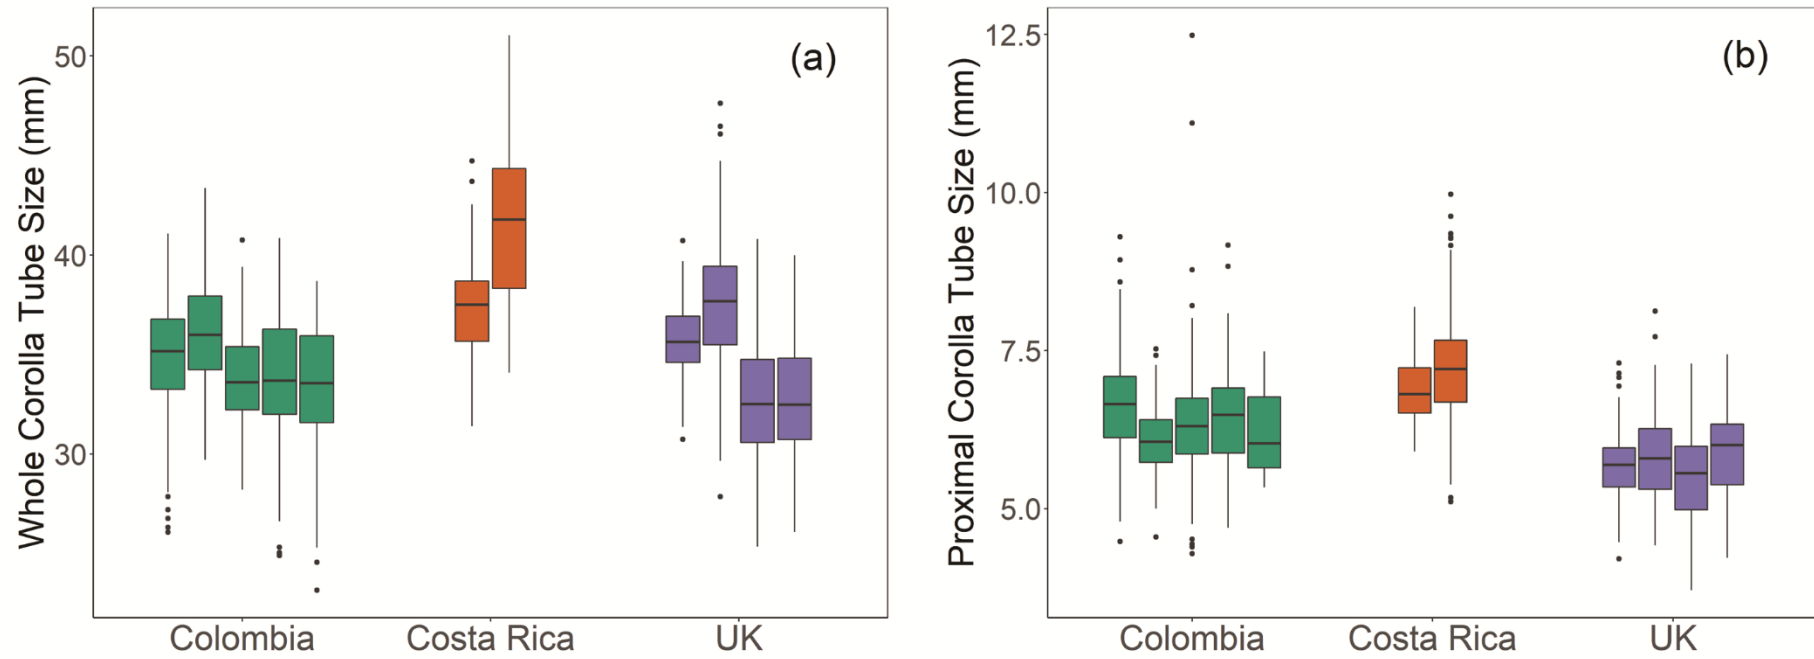 Whole Corolla Tube Size (mm)
50
40
30
(a)
Colombia
Costa Rica
UK
Proximal Corolla Tube Size (mm)
12.5
10.0
7.5
5.0
(b)
Colombia
Costa Rica
UK